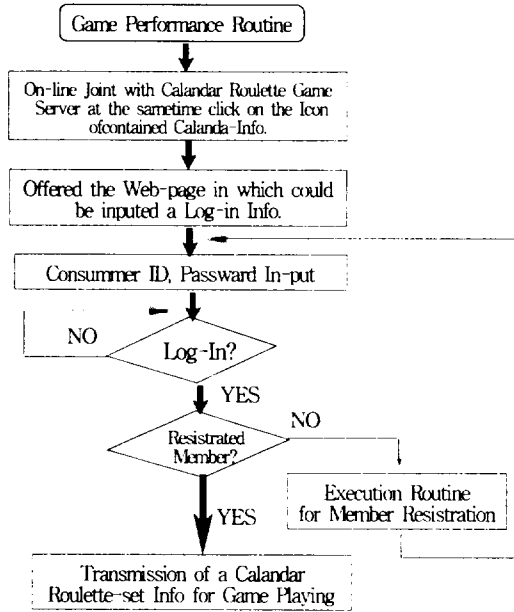 Game Performance Routine
On-line Joint with Calandar Roulette Game
Server at the sametime click on the Icon
ofcontained Calanda-Info.
Offered the Web-page in which could
be inputed a Log-in Info.
Consummer ID, Passward In-put
NO
Log-In?
YES
NO
Resistrated
Member?
YES
Execution Routine
for Member Resistration
Transmission of a Calandar
Roulette-set Info for Game Playing